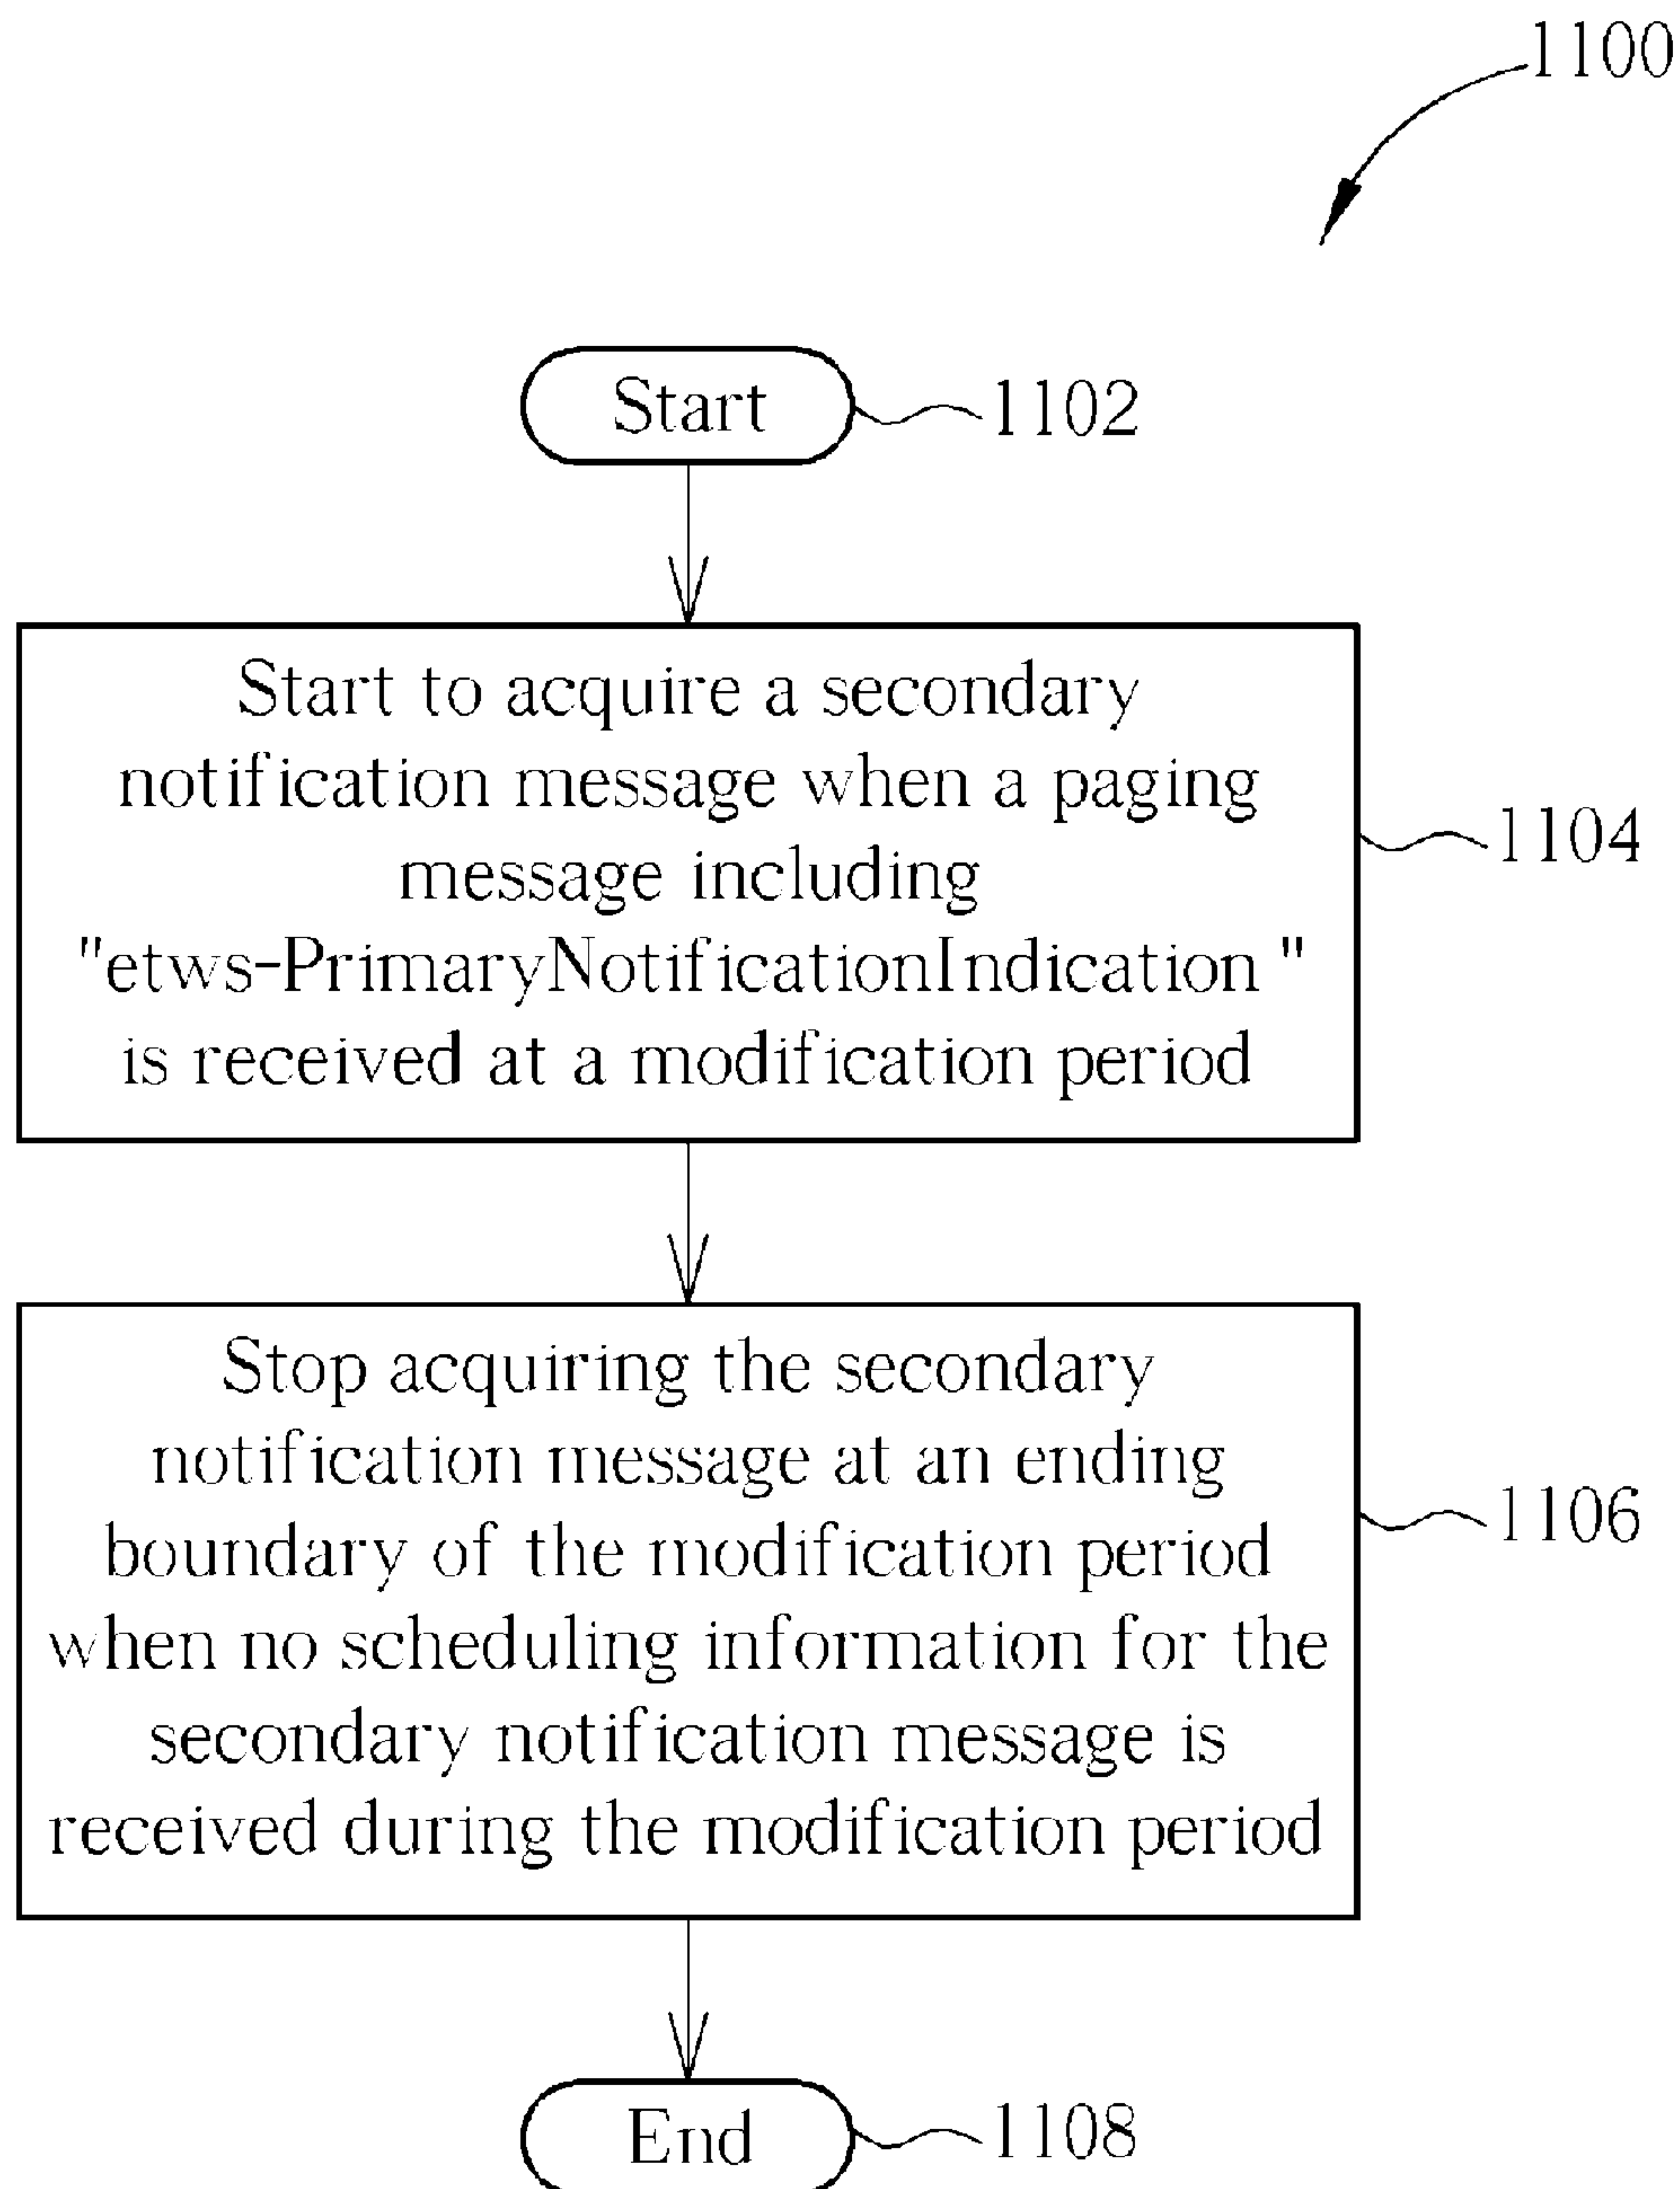 1100
Start
1102
Start to acquire a secondary
notification message when a paging
message including
"etws-PrimaryNotificationIndication "
is received at a modification period
1104
Stop acquiring the secondary
notification message at an ending
boundary of the modification period
when no scheduling information for the
secondary notification message is
received during the modification period
1106
End
1108